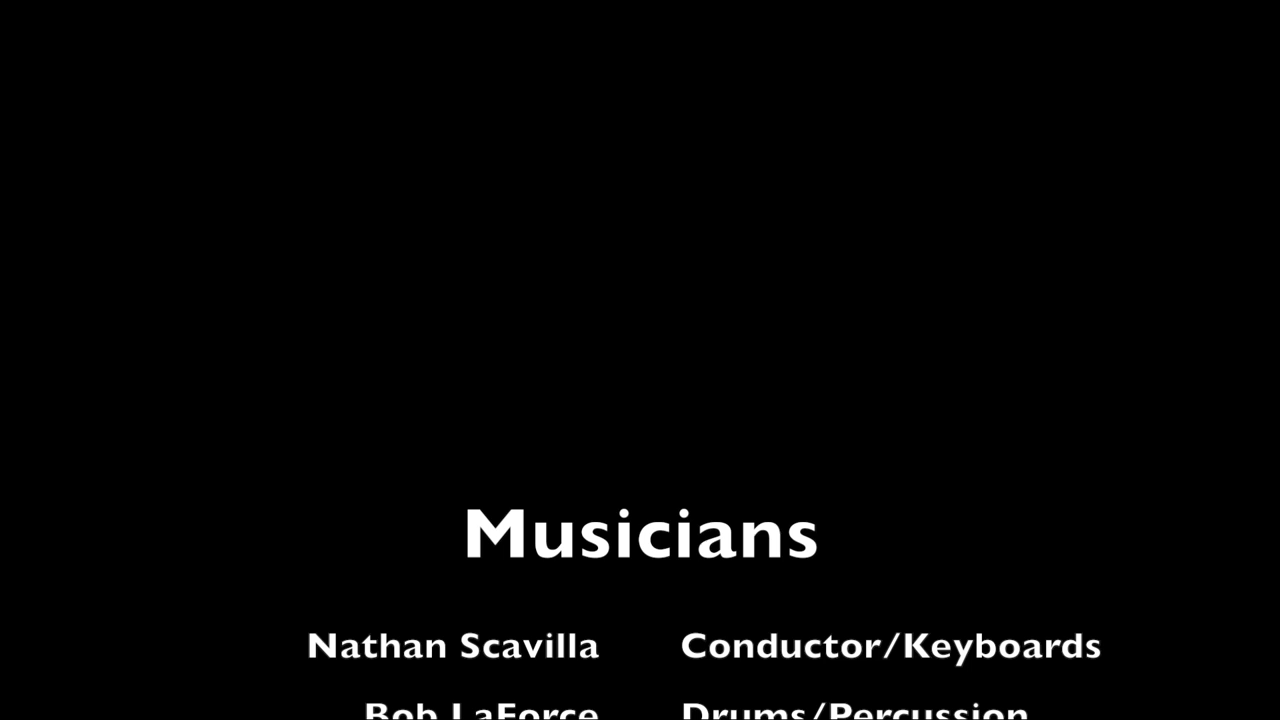 Musicians
Nathan Scavilla Conductor/Keyboards
Bob LaForce Drums/Percussion